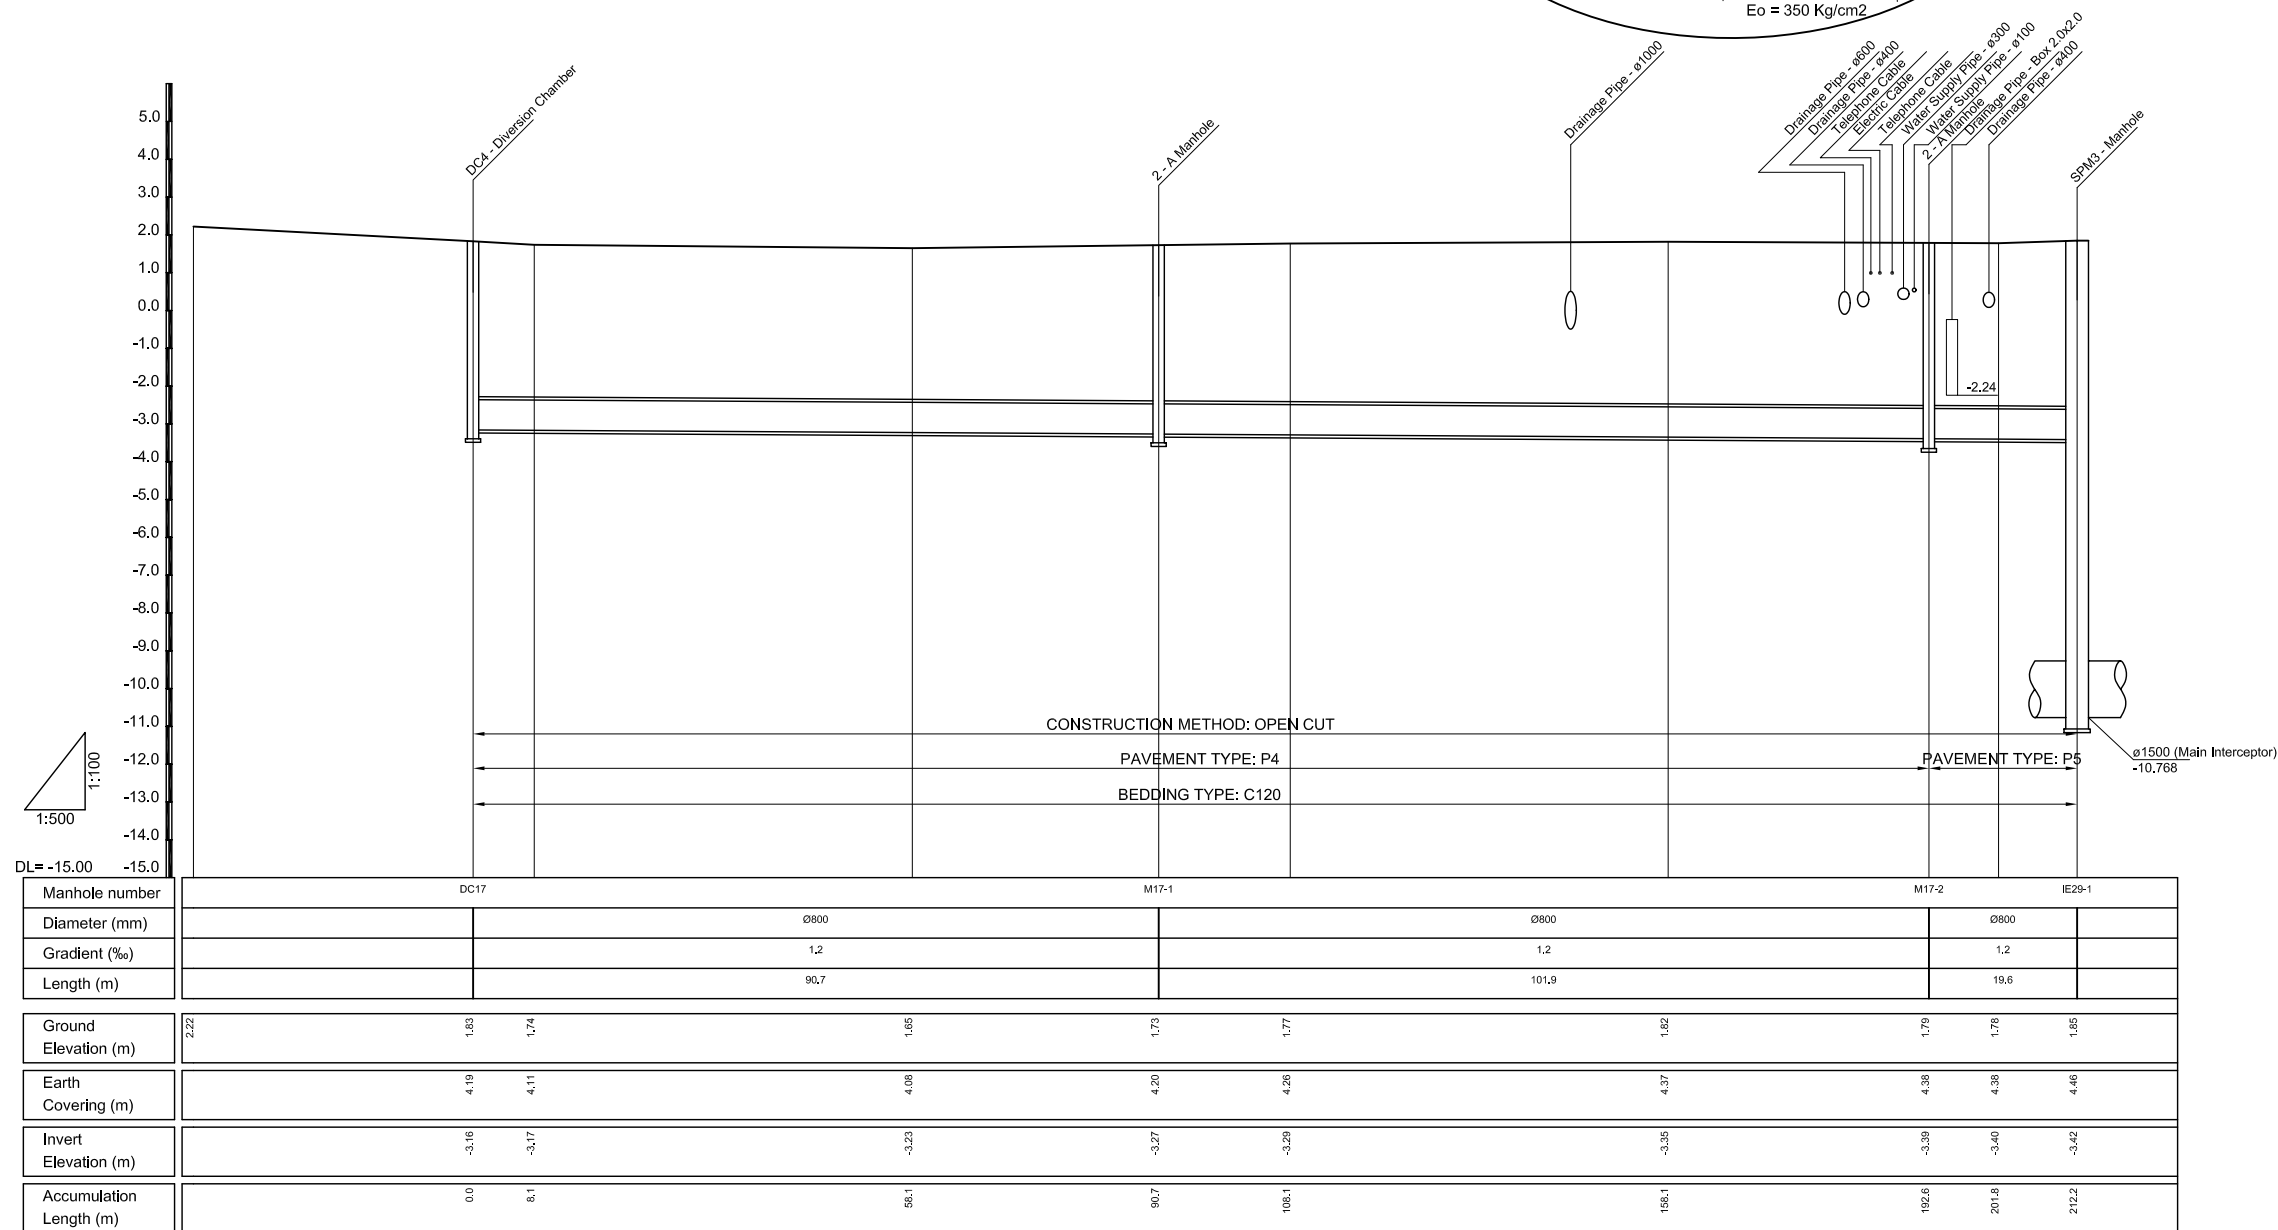 Eo = 350 Kg/cm2
DC4 - Diversion Chamber
2 - A Manhole
Drainage Pipe - ø1000
Drainage Pipe - ø600
Drainage Pipe - ø400
Telephone Cable
Electric Cable
Telephone Cable
Water Supply Pipe - ø300
Telephone Cable
Water Supply Pipe - ø100
2 - A Manhole
Drainage Pipe - Box 2.0x2.0
Drainage Pipe - ø400
SPM3 - Manhole
5.0
4.0
3.0
2.0
1.0
0.0
-1.0
-2.0
-3.0
-4.0
-5.0
-6.0
-7.0
-8.0
-9.0
-10.0
-11.0
-12.0
-13.0
-14.0
-15.0
-2.24
CONSTRUCTION METHOD: OPEN CUT
PAVEMENT TYPE: P4
PAVEMENT TYPE: P5
BEDDING TYPE: C120
ø1500 (Main Interceptor)
-10.768
1:100
1:500
DL= -15.00
Manhole number DC17 M17-1 M17-2 IE29-1
Diameter (mm) Ø800 Ø800 Ø800
Gradient (‰) 1.2 1.2 1.2
Length (m) 90.7 101.9 19.6
Ground
Elevation (m)
2.22 1.83 1.74 1.65 1.73 1.77 1.82 1.79 1.78 1.85
Earth
Covering (m)
4.19 4.11 4.08 4.20 4.26 4.37 4.38 4.38 4.46
Invert
Elevation (m)
-3.16 -3.17 -3.23 -3.27 -3.29 -3.35 -3.39 -3.40 -3.42
Accumulation
Length (m)
0.0 8.1 58.1 90.7 108.1 158.1 192.6 201.8 212.2